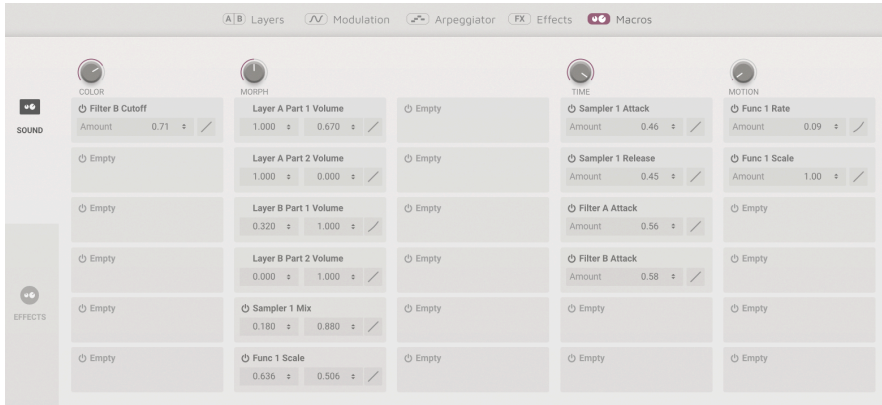 A B Layers Modulation Arpeggiator FX Effects Macros
COLOR MORPH TIME MOTION
SOUND
Filter B Cutoff Layer A Part 1 Volume Empty Sampler 1 Attack Func 1 Rate
Amount 0.71 1.000 0.670 Amount 0.46 Amount 0.09
Empty Layer A Part 2 Volume Empty Sampler 1 Release Func 1 Scale
1.000 0.000 Amount 0.45 Amount 1.00
Empty Layer B Part 1 Volume Empty Filter A Attack Empty
0.320 1.000 Amount 0.56
Empty Layer B Part 2 Volume Empty Filter B Attack Empty
0.000 1.000 Amount 0.58
EFFECTS
Empty Sampler 1 Mix Empty Empty Empty
0.180 0.880
Empty Func 1 Scale Empty Empty Empty
0.636 0.506